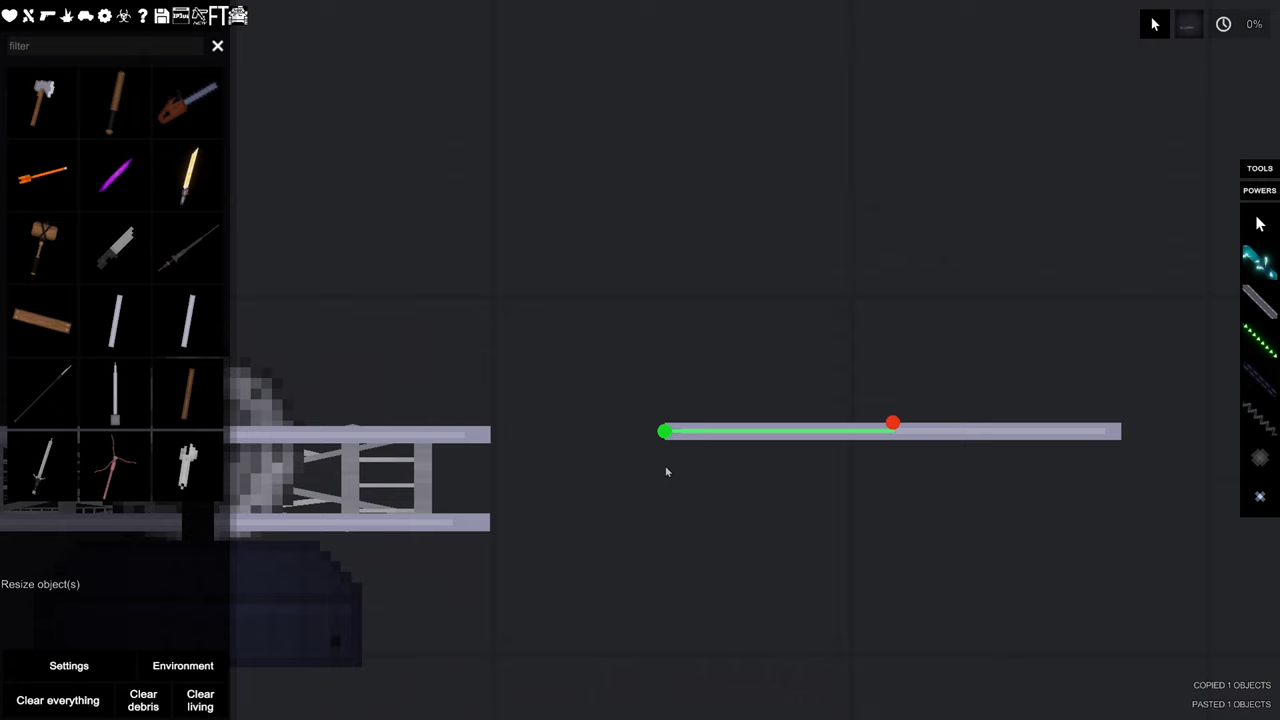 FT
0%
filter
TOOLS
POWERS
Resize object(s)
Settings
Environment
Clear everything
Clear debris
Clear living
COPIED 1 OBJECTS
PASTED 1 OBJECTS